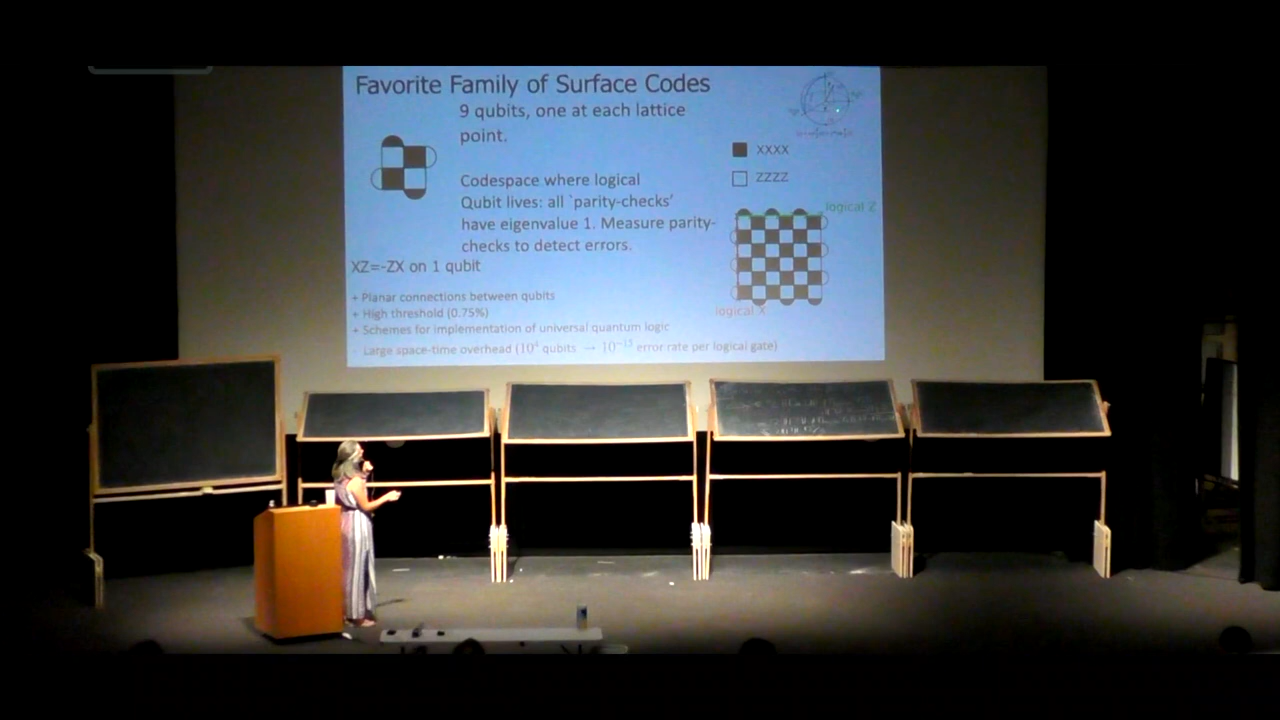 Favorite Family of Surface Codes
9 qubits, one at each lattice
point.
Codespace where logical
Qubit lives: all `parity-checks'
have eigenvalue 1. Measure parity-
checks to detect errors.
XZ=-ZX on 1 qubit
+ Planar connections between qubits
+ High threshold (0.75%)
+ Schemes for implementation of universal quantum logic
- Large space-time overhead (10⁴ qubits → 10⁻¹⁵ error rate per logical gate)
XXXX
ZZZZ
logical Z
logical X